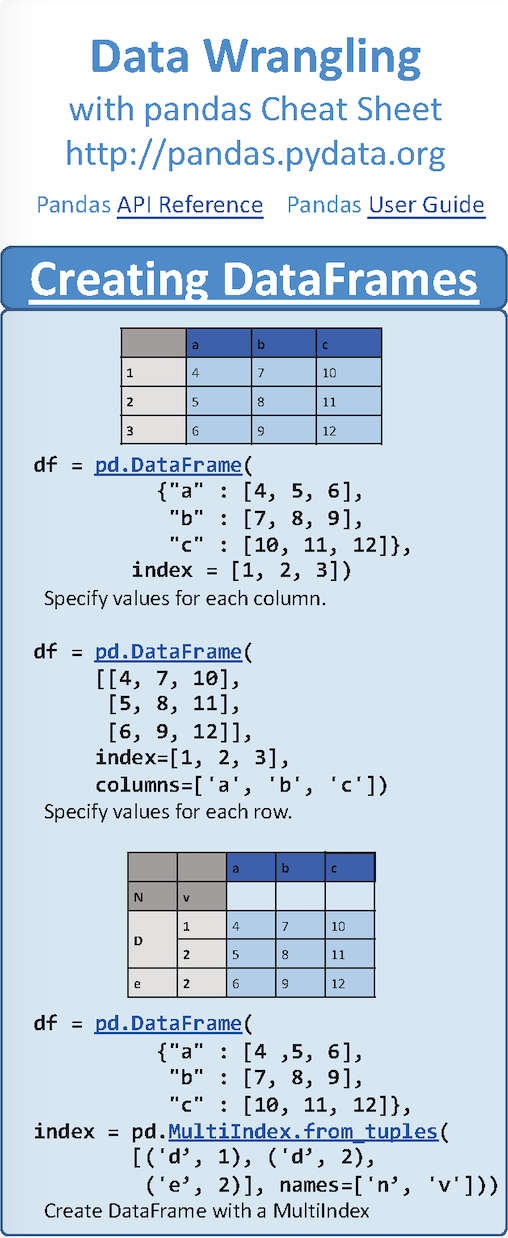 Data Wrangling
with pandas Cheat Sheet
http://pandas.pydata.org
Pandas API Reference Pandas User Guide
Creating DataFrames
a b c
1 4 7 10
2 5 8 11
3 6 9 12
df = pd.DataFrame(
{"a" : [4, 5, 6],
"b" : [7, 8, 9],
"c" : [10, 11, 12]},
index = [1, 2, 3])
Specify values for each column.
df = pd.DataFrame(
[[4, 7, 10],
[5, 8, 11],
[6, 9, 12]],
index=[1, 2, 3],
columns=['a', 'b', 'c'])
Specify values for each row.
a b c
N v
D 1 4 7 10
2 5 8 11
e 2 6 9 12
df = pd.DataFrame(
{"a" : [4 ,5, 6],
"b" : [7, 8, 9],
"c" : [10, 11, 12]},
index = pd.MultiIndex.from_tuples(
[('d’, 1), ('d’, 2),
('e’, 2)], names=['n’, 'v']))
Create DataFrame with a MultiIndex